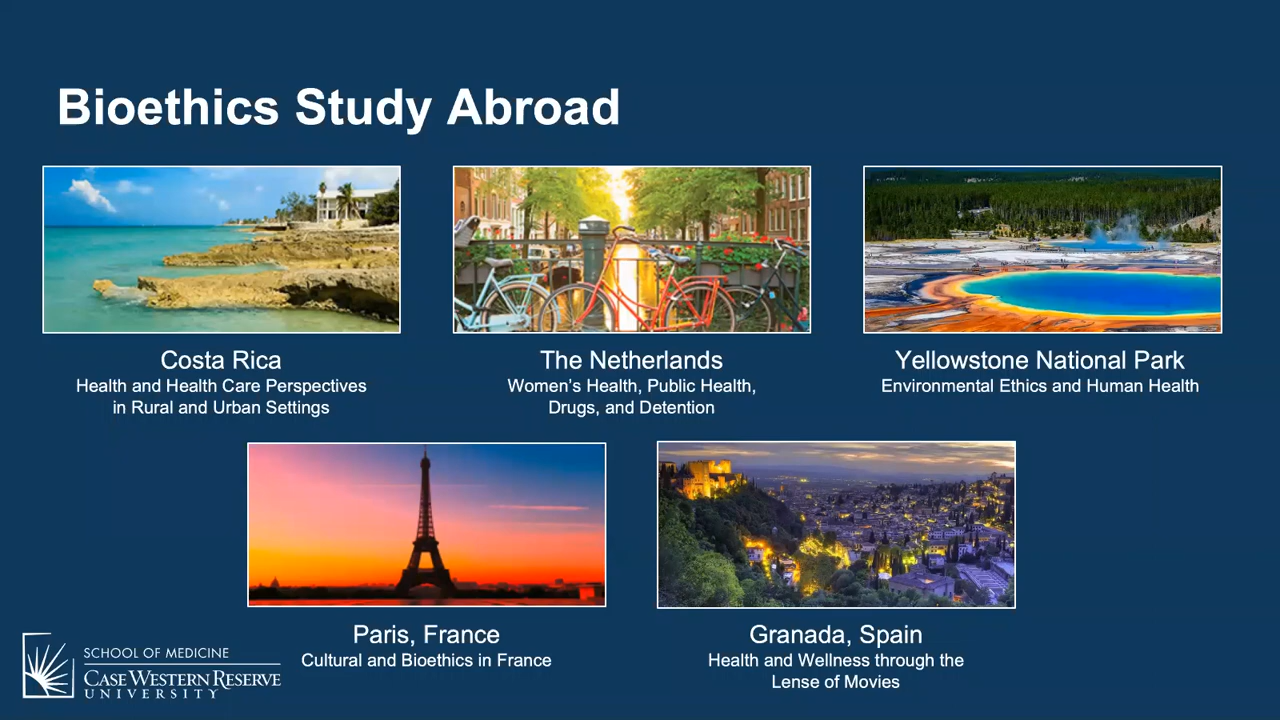 Bioethics Study Abroad
Costa Rica
Health and Health Care Perspectives
in Rural and Urban Settings
The Netherlands
Women's Health, Public Health,
Drugs, and Detention
Yellowstone National Park
Environmental Ethics and Human Health
Paris, France
Cultural and Bioethics in France
Granada, Spain
Health and Wellness through the
Lense of Movies
SCHOOL OF MEDICINE
CASE WESTERN RESERVE
UNIVERSITY